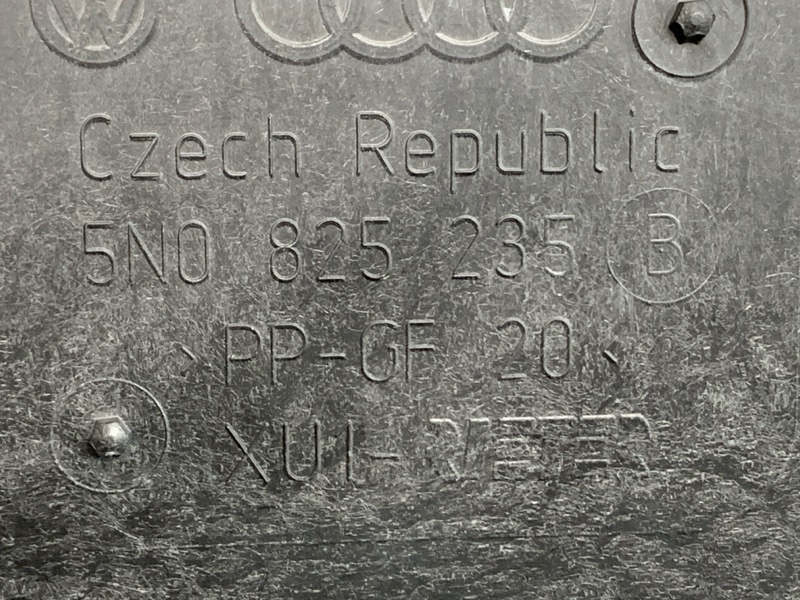 Czech Republic
5N0 825 235 B
>PP-GF 20<